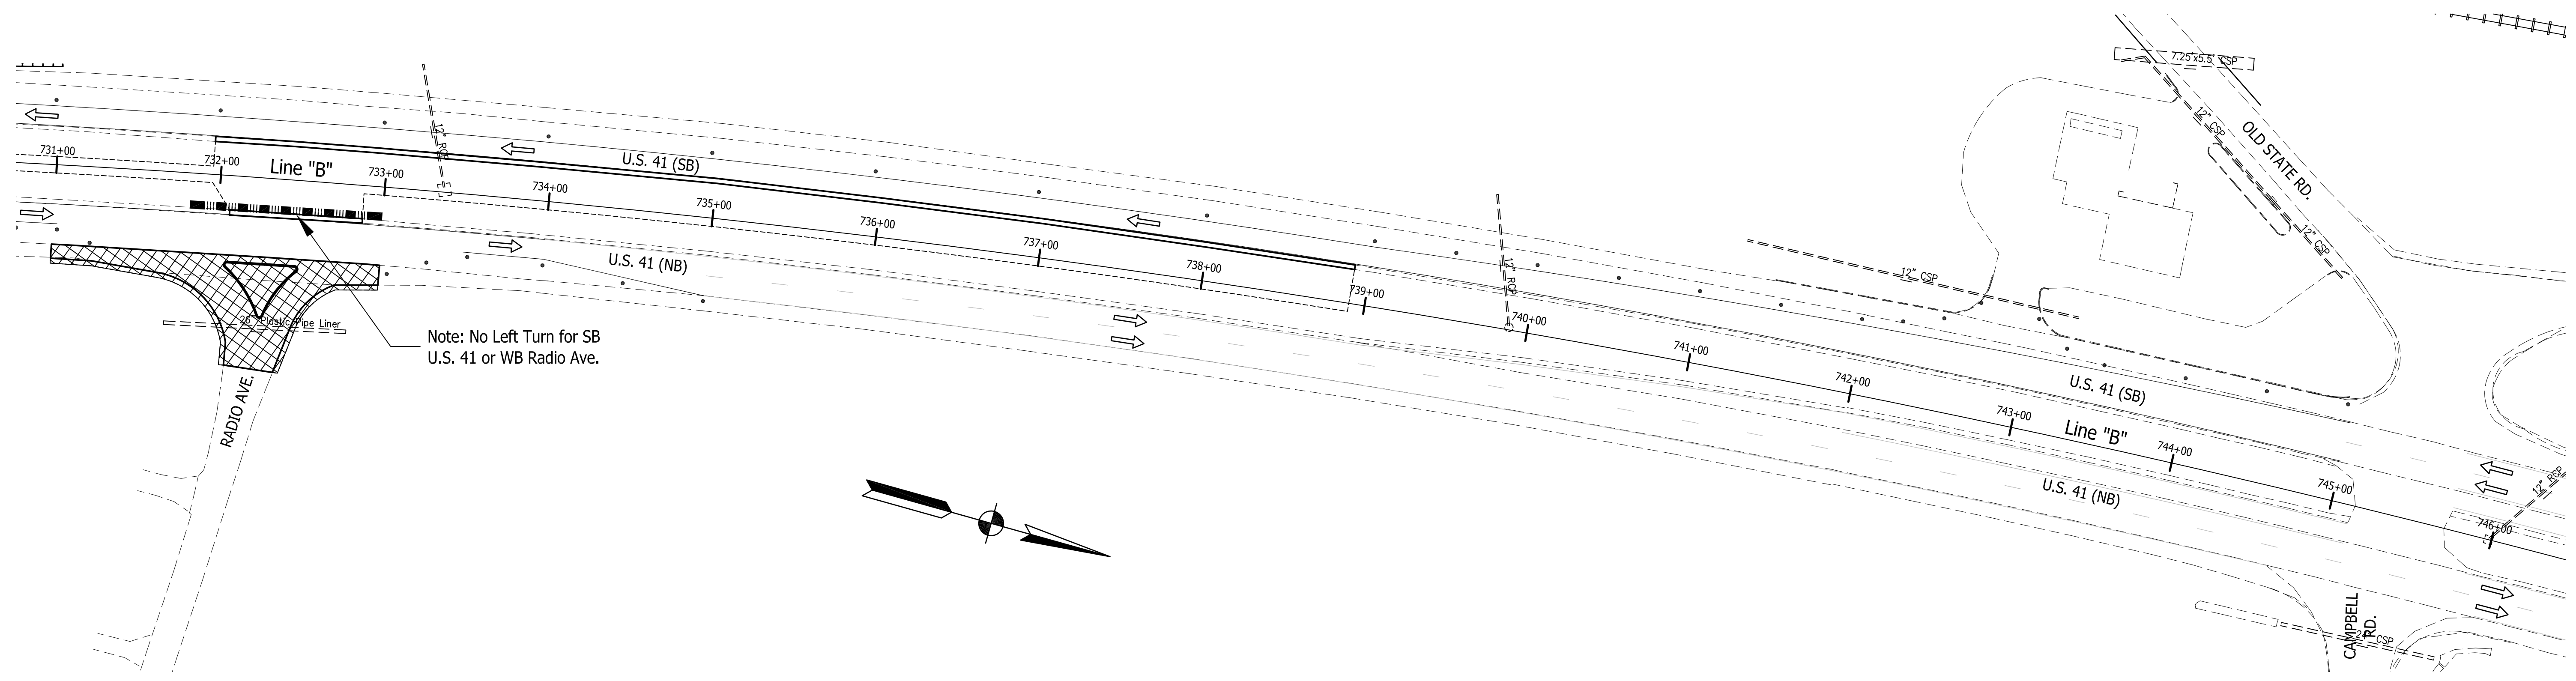 7.25'x5.5' CSP
12" CSP
OLD STATE RD.
12" CSP
12" RCP
731+00
732+00
Line "B"
733+00
U.S. 41 (SB)
734+00
735+00
736+00
737+00
738+00
739+00
12" RCP
740+00
12" CSP
741+00
742+00
U.S. 41 (SB)
743+00
Line "B"
744+00
745+00
12" RCP
746+00
U.S. 41 (NB)
U.S. 41 (NB)
Plastic Pipe Liner
Note: No Left Turn for SB
U.S. 41 or WB Radio Ave.
RADIO AVE.
CAMPBELL
RD.
CSP